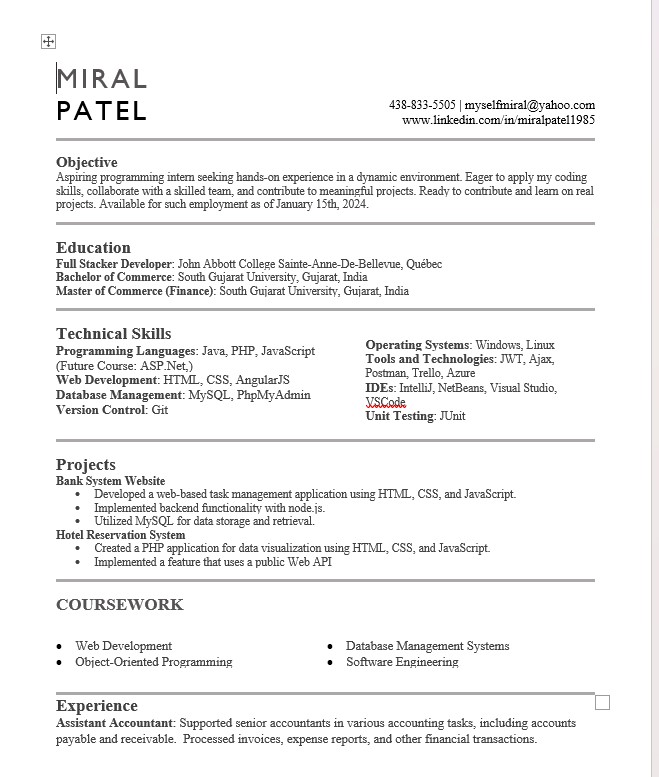 MIRAL
PATEL
438-833-5505 | myselfmiral@yahoo.com
www.linkedin.com/in/miralpatel1985
Objective
Aspiring programming intern seeking hands-on experience in a dynamic environment. Eager to apply my coding
skills, collaborate with a skilled team, and contribute to meaningful projects. Ready to contribute and learn on real
projects. Available for such employment as of January 15th, 2024.
Education
Full Stacker Developer: John Abbott College Sainte-Anne-De-Bellevue, Québec
Bachelor of Commerce: South Gujarat University, Gujarat, India
Master of Commerce (Finance): South Gujarat University, Gujarat, India
Technical Skills
Programming Languages: Java, PHP, JavaScript
(Future Course: ASP.Net,)
Web Development: HTML, CSS, AngularJS
Database Management: MySQL, PhpMyAdmin
Version Control: Git
Operating Systems: Windows, Linux
Tools and Technologies: JWT, Ajax,
Postman, Trello, Azure
IDEs: IntelliJ, NetBeans, Visual Studio,
VSCode
Unit Testing: JUnit
Projects
Bank System Website
• Developed a web-based task management application using HTML, CSS, and JavaScript.
• Implemented backend functionality with node.js.
• Utilized MySQL for data storage and retrieval.
Hotel Reservation System
• Created a PHP application for data visualization using HTML, CSS, and JavaScript.
• Implemented a feature that uses a public Web API
COURSEWORK
• Web Development
• Object-Oriented Programming
• Database Management Systems
• Software Engineering
Experience
Assistant Accountant: Supported senior accountants in various accounting tasks, including accounts
payable and receivable.  Processed invoices, expense reports, and other financial transactions.